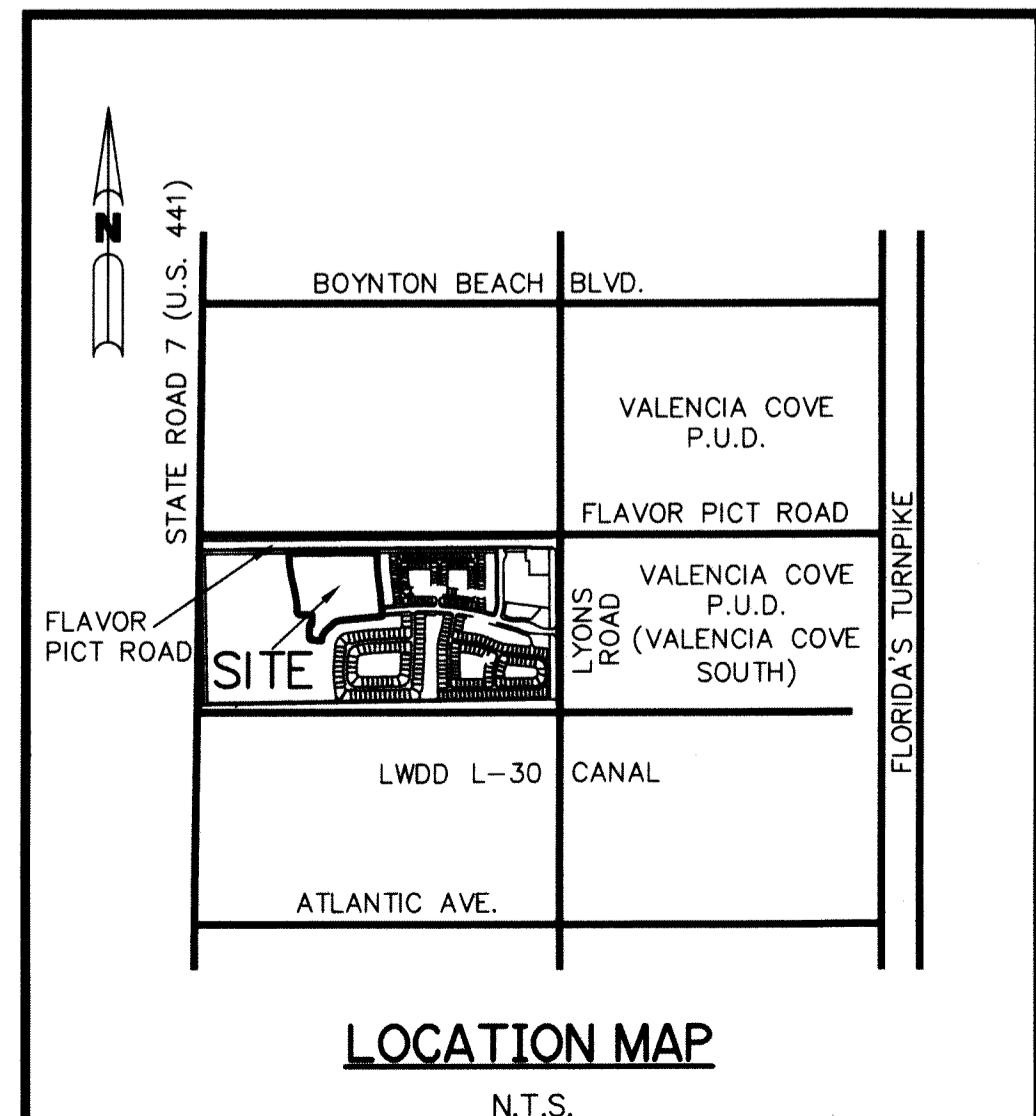 N
STATE ROAD 7 (U.S. 441)
BOYNTON BEACH BLVD.
VALENCIA COVE
P.U.D.
FLAVOR PICT ROAD
FLAVOR
PICT ROAD
SITE
LYONS
ROAD
VALENCIA COVE
P.U.D.
(VALENCIA COVE
SOUTH)
FLORIDA'S TURNPIKE
LWDD L-30 CANAL
ATLANTIC AVE.
LOCATION MAP
N.T.S.